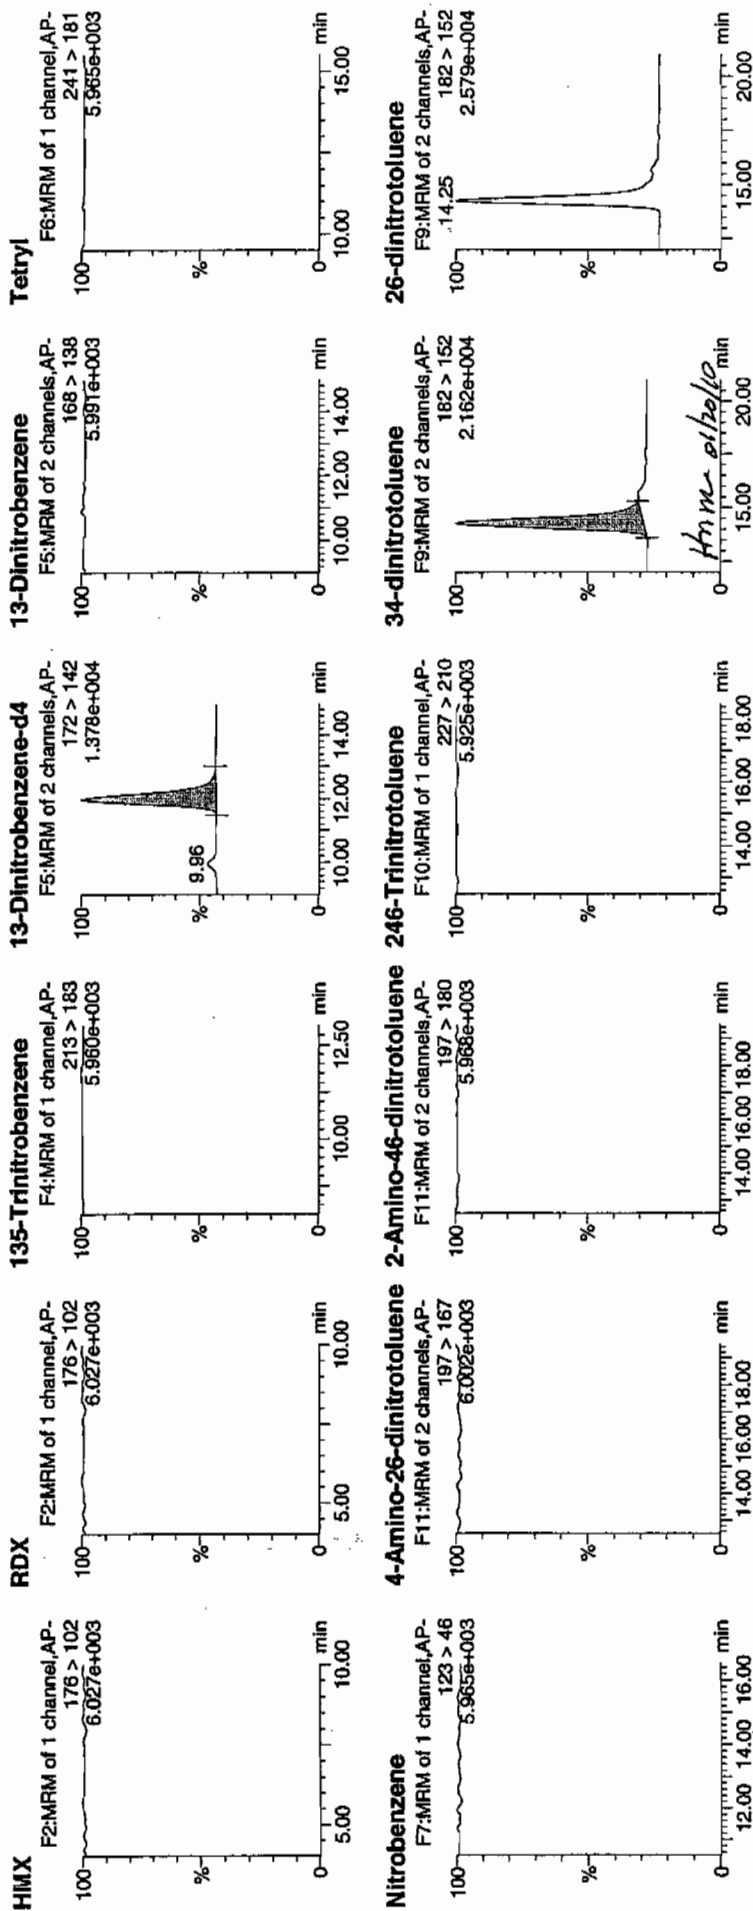 HMX
F2:MRM of 1 channel,AP-
176 > 102
6.027e+003
100
%
0
5.00
10.00
min
RDX
F2:MRM of 1 channel,AP-
176 > 102
6.027e+003
100
%
0
5.00
10.00
min
135-Trinitrobenzene
F4:MRM of 1 channel,AP-
213 > 183
5.960e+003
100
%
0
10.00
12.50
min
13-Dinitrobenzene-d4
F5:MRM of 2 channels,AP-
172 > 142
1.378e+004
100
9.96
%
0
10.00
12.00
14.00
min
13-Dinitrobenzene
F5:MRM of 2 channels,AP-
168 > 138
5.991e+003
100
%
0
10.00
12.00
14.00
min
Tetryl
F6:MRM of 1 channel,AP-
241 > 181
5.965e+003
100
%
0
10.00
15.00
min
Nitrobenzene
F7:MRM of 1 channel,AP-
123 > 46
5.965e+003
100
%
0
12.00
14.00
16.00
min
4-Amino-26-dinitrotoluene
F11:MRM of 2 channels,AP-
197 > 167
6.002e+003
100
%
0
14.00
16.00
18.00
min
2-Amino-46-dinitrotoluene
F11:MRM of 2 channels,AP-
197 > 180
5.968e+003
100
%
0
14.00
16.00
18.00
min
246-Trinitrotoluene
F10:MRM of 1 channel,AP-
227 > 210
5.925e+003
100
%
0
14.00
16.00
18.00
min
34-dinitrotoluene
F9:MRM of 2 channels,AP-
182 > 152
2.162e+004
100
%
0
15.00
20.00
min
01/20/10
26-dinitrotoluene
F9:MRM of 2 channels,AP-
182 > 152
2.579e+004
100
14.25
%
0
15.00
20.00
min